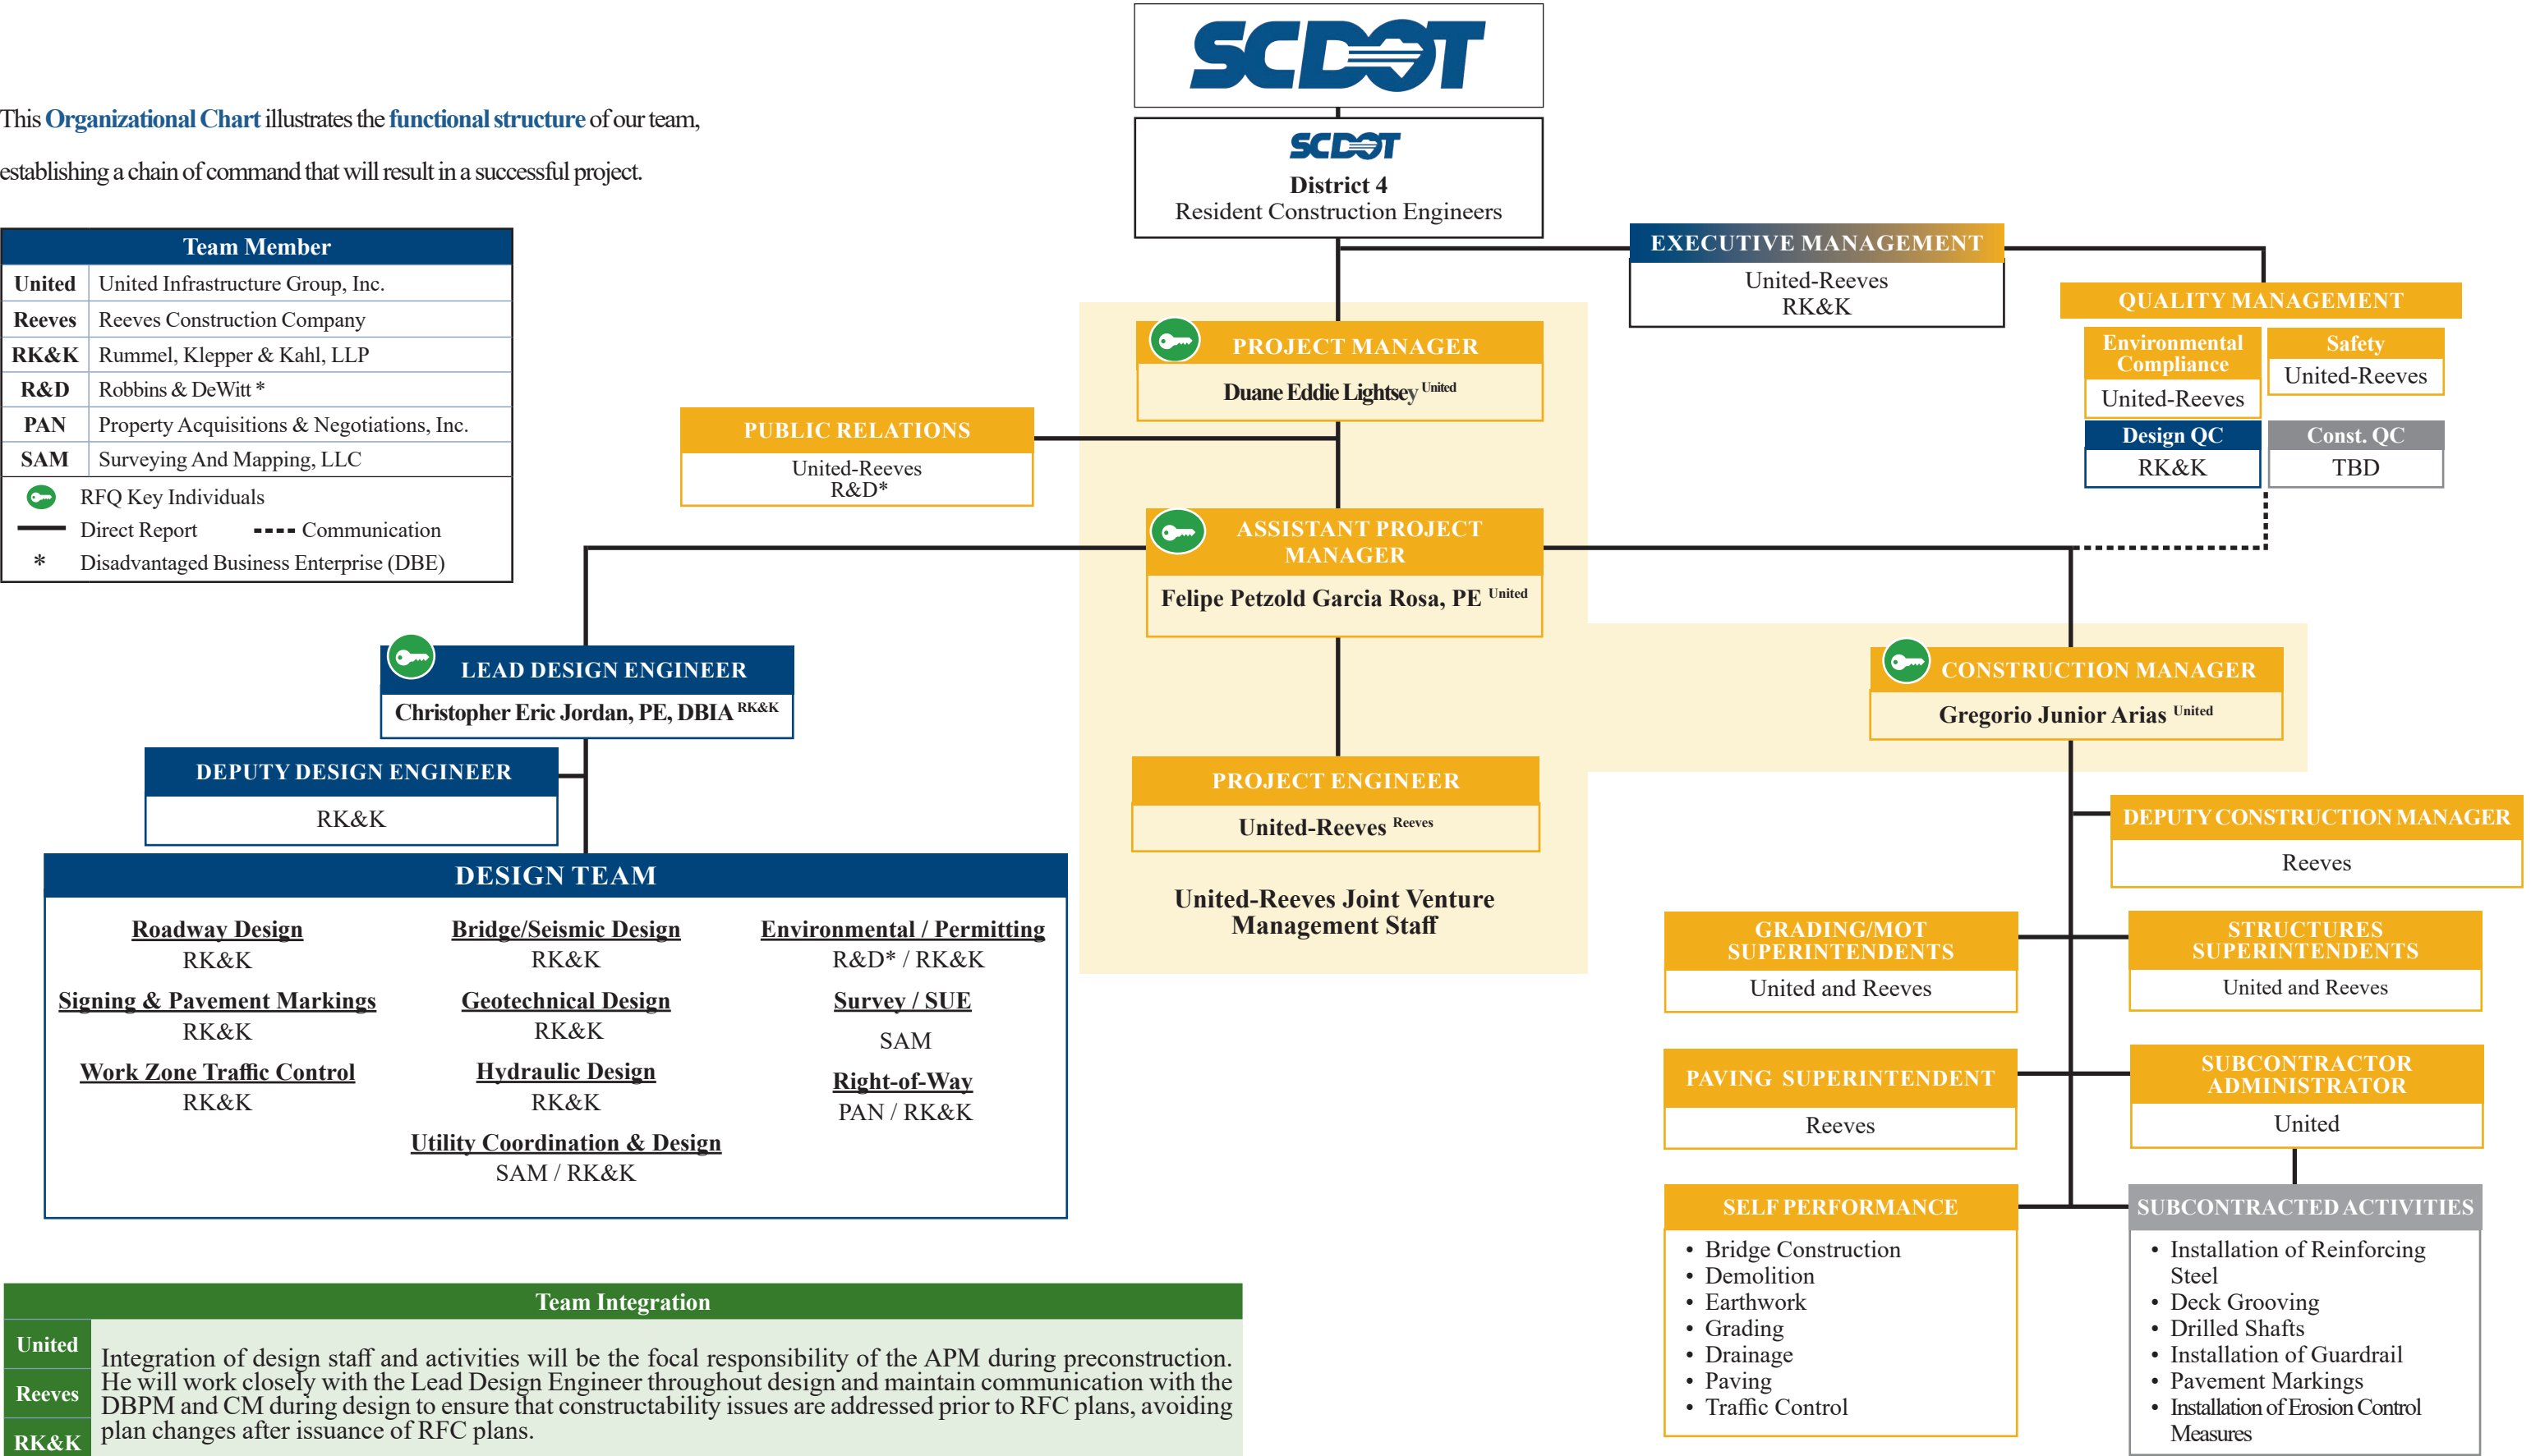 SCDOT
SCDOT
District 4
Resident Construction Engineers
This Organizational Chart illustrates the functional structure of our team,
establishing a chain of command that will result in a successful project.
Team Member
United United Infrastructure Group, Inc.
Reeves Reeves Construction Company
RK&K Rummel, Klepper & Kahl, LLP
R&D Robbins & DeWitt *
PAN Property Acquisitions & Negotiations, Inc.
SAM Surveying And Mapping, LLC
RFQ Key Individuals
Direct Report Communication
* Disadvantaged Business Enterprise (DBE)
EXECUTIVE MANAGEMENT
United-Reeves
RK&K
QUALITY MANAGEMENT
Environmental
Compliance
United-Reeves
Safety
United-Reeves
Design QC
RK&K
Const. QC
TBD
PROJECT MANAGER
Duane Eddie Lightsey United
PUBLIC RELATIONS
United-Reeves
R&D*
ASSISTANT PROJECT
MANAGER
Felipe Petzold Garcia Rosa, PE United
LEAD DESIGN ENGINEER
Christopher Eric Jordan, PE, DBIA RK&K
CONSTRUCTION MANAGER
Gregorio Junior Arias United
DEPUTY DESIGN ENGINEER
RK&K
PROJECT ENGINEER
United-Reeves Reeves
United-Reeves Joint Venture
Management Staff
DEPUTY CONSTRUCTION MANAGER
Reeves
DESIGN TEAM
Roadway Design
RK&K
Signing & Pavement Markings
RK&K
Work Zone Traffic Control
RK&K
Bridge/Seismic Design
RK&K
Geotechnical Design
RK&K
Hydraulic Design
RK&K
Utility Coordination & Design
SAM / RK&K
Environmental / Permitting
R&D* / RK&K
Survey / SUE
SAM
Right-of-Way
PAN / RK&K
GRADING/MOT
SUPERINTENDENTS
United and Reeves
STRUCTURES
SUPERINTENDENTS
United and Reeves
PAVING SUPERINTENDENT
Reeves
SUBCONTRACTOR
ADMINISTRATOR
United
SELF PERFORMANCE
• Bridge Construction
• Demolition
• Earthwork
• Grading
• Drainage
• Paving
• Traffic Control
SUBCONTRACTED ACTIVITIES
• Installation of Reinforcing
Steel
• Deck Grooving
• Drilled Shafts
• Installation of Guardrail
• Pavement Markings
• Installation of Erosion Control
Measures
Team Integration
United
Reeves
RK&K
Integration of design staff and activities will be the focal responsibility of the APM during preconstruction.
He will work closely with the Lead Design Engineer throughout design and maintain communication with the
DBPM and CM during design to ensure that constructability issues are addressed prior to RFC plans, avoiding
plan changes after issuance of RFC plans.